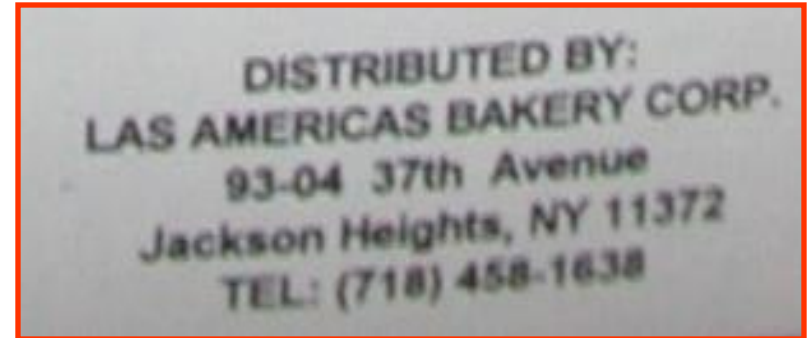 DISTRIBUTED BY:
LAS AMERICAS BAKERY CORP.
93-04 37th Avenue
Jackson Heights, NY 11372
TEL: (718) 458-1638